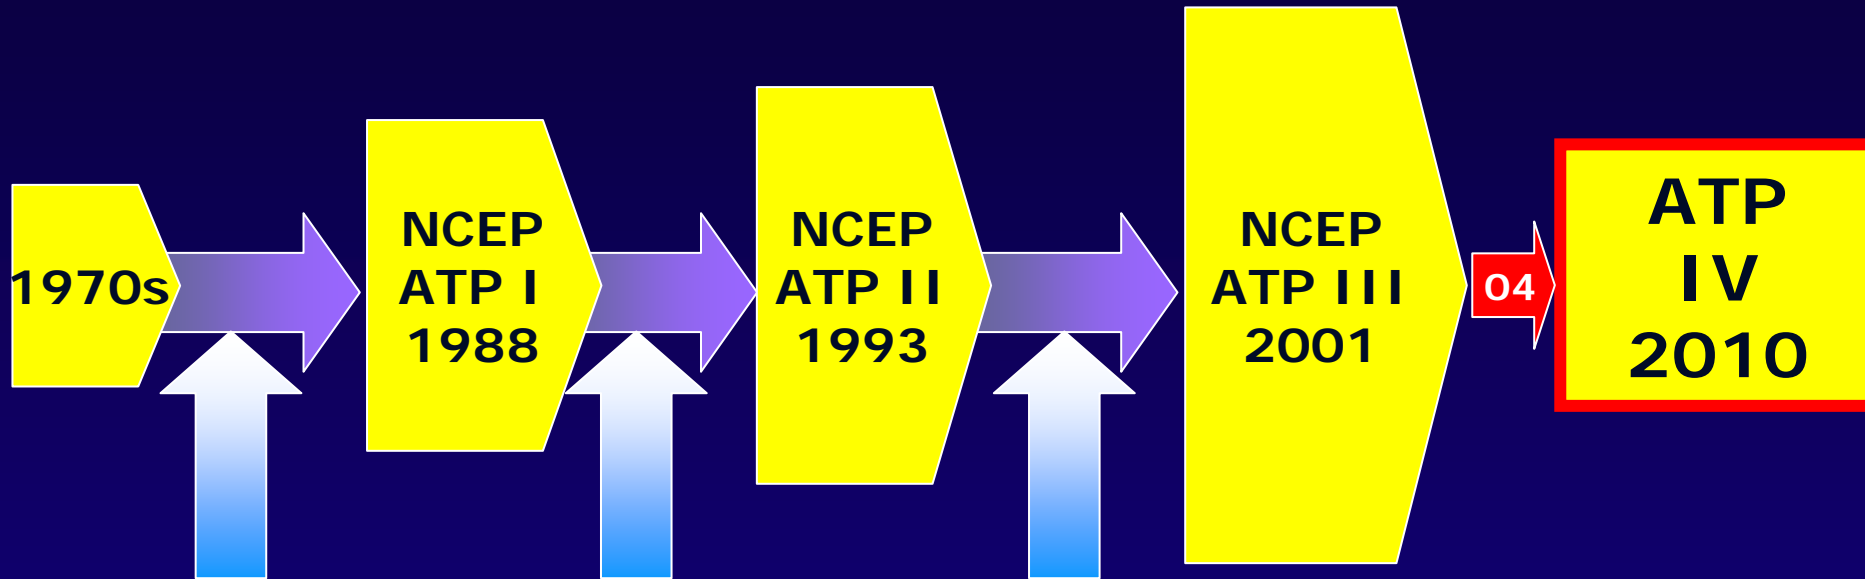 1970s
NCEP
ATP I
1988
NCEP
ATP II
1993
NCEP
ATP III
2001
04
ATP
IV
2010